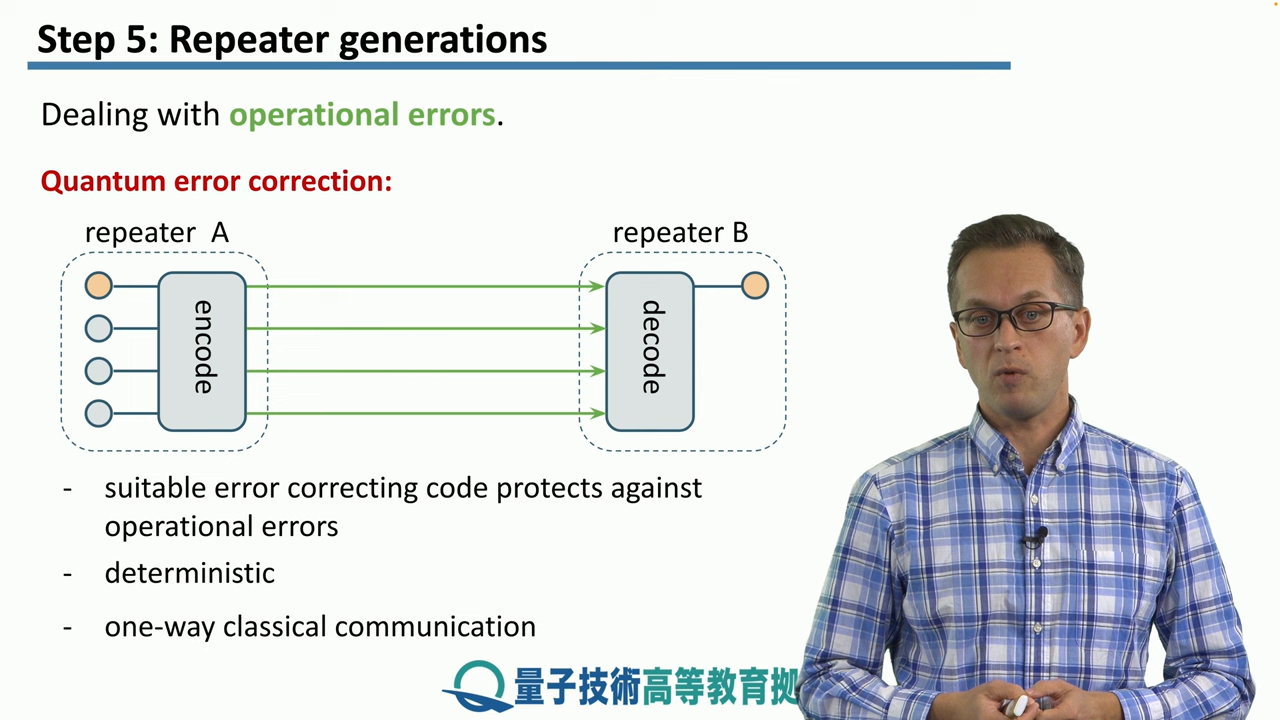 Step 5: Repeater generations
Dealing with operational errors.
Quantum error correction:
repeater A
repeater B
encode
decode
- suitable error correcting code protects against
operational errors
- deterministic
- one-way classical communication
量子技術高等教育拠